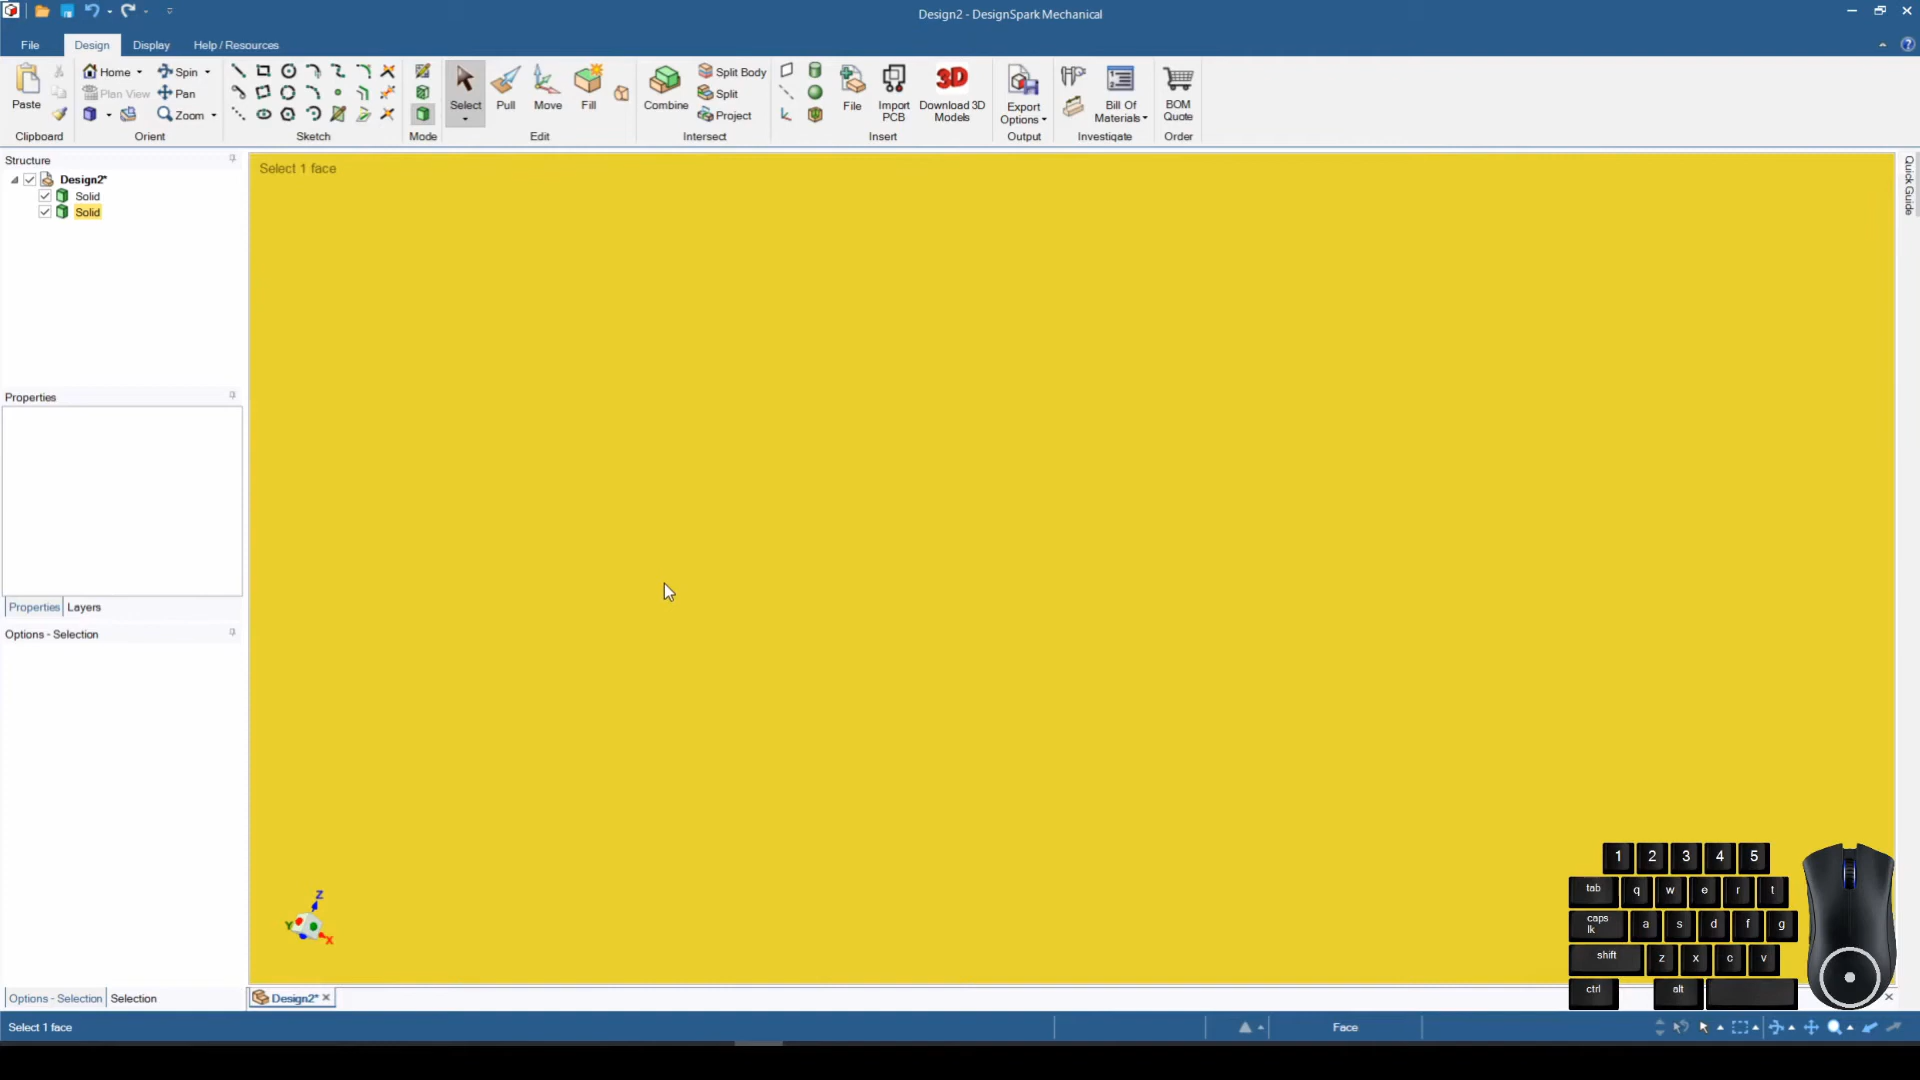 Design2 - DesignSpark Mechanical
File Design Display Help / Resources
Paste
Clipboard
Home Spin
Plan View Pan
Zoom
Orient
Sketch
Mode
Select Pull Move Fill
Edit
Combine Split Body
Split
Project
Intersect
File Import PCB Download 3D Models
3D
Insert
Export Options
Output
Bill Of Materials
Investigate
BOM Quote
Order
Structure
Design2*
Solid
Solid
Select 1 face
Quick Guide
Properties
Properties Layers
Options - Selection
Z
Y
X
1 2 3 4 5
tab q w e r t
caps lk a s d f g
shift z x c v
ctrl alt
Options - Selection Selection
Design2*
Select 1 face
Face